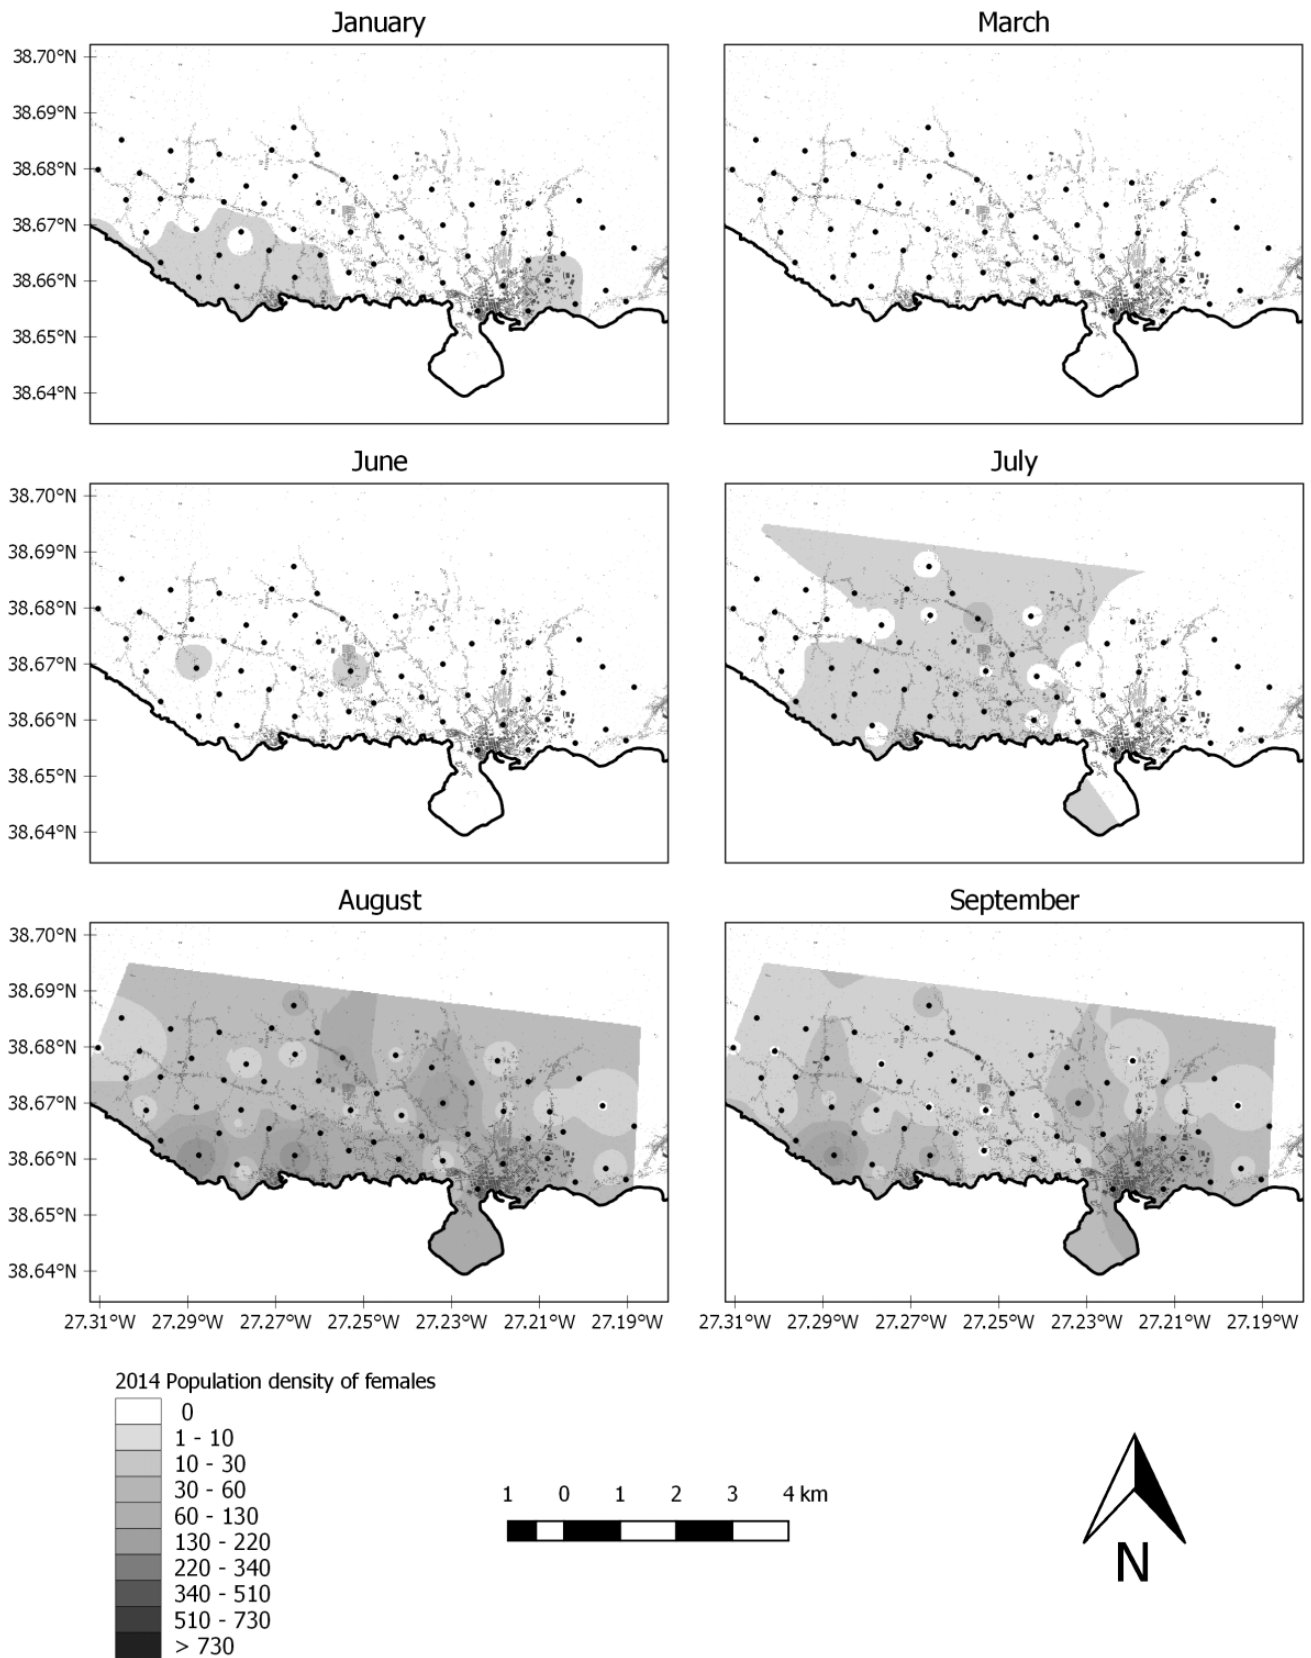 January
March
38.70°N
38.69°N
38.68°N
38.67°N
38.66°N
38.65°N
38.64°N
June
July
38.70°N
38.69°N
38.68°N
38.67°N
38.66°N
38.65°N
38.64°N
August
September
38.70°N
38.69°N
38.68°N
38.67°N
38.66°N
38.65°N
38.64°N
27.31°W 27.29°W 27.27°W 27.25°W 27.23°W 27.21°W 27.19°W
27.31°W 27.29°W 27.27°W 27.25°W 27.23°W 27.21°W 27.19°W
2014 Population density of females
0
1 - 10
10 - 30
30 - 60
60 - 130
130 - 220
220 - 340
340 - 510
510 - 730
> 730
1 0 1 2 3 4 km
N